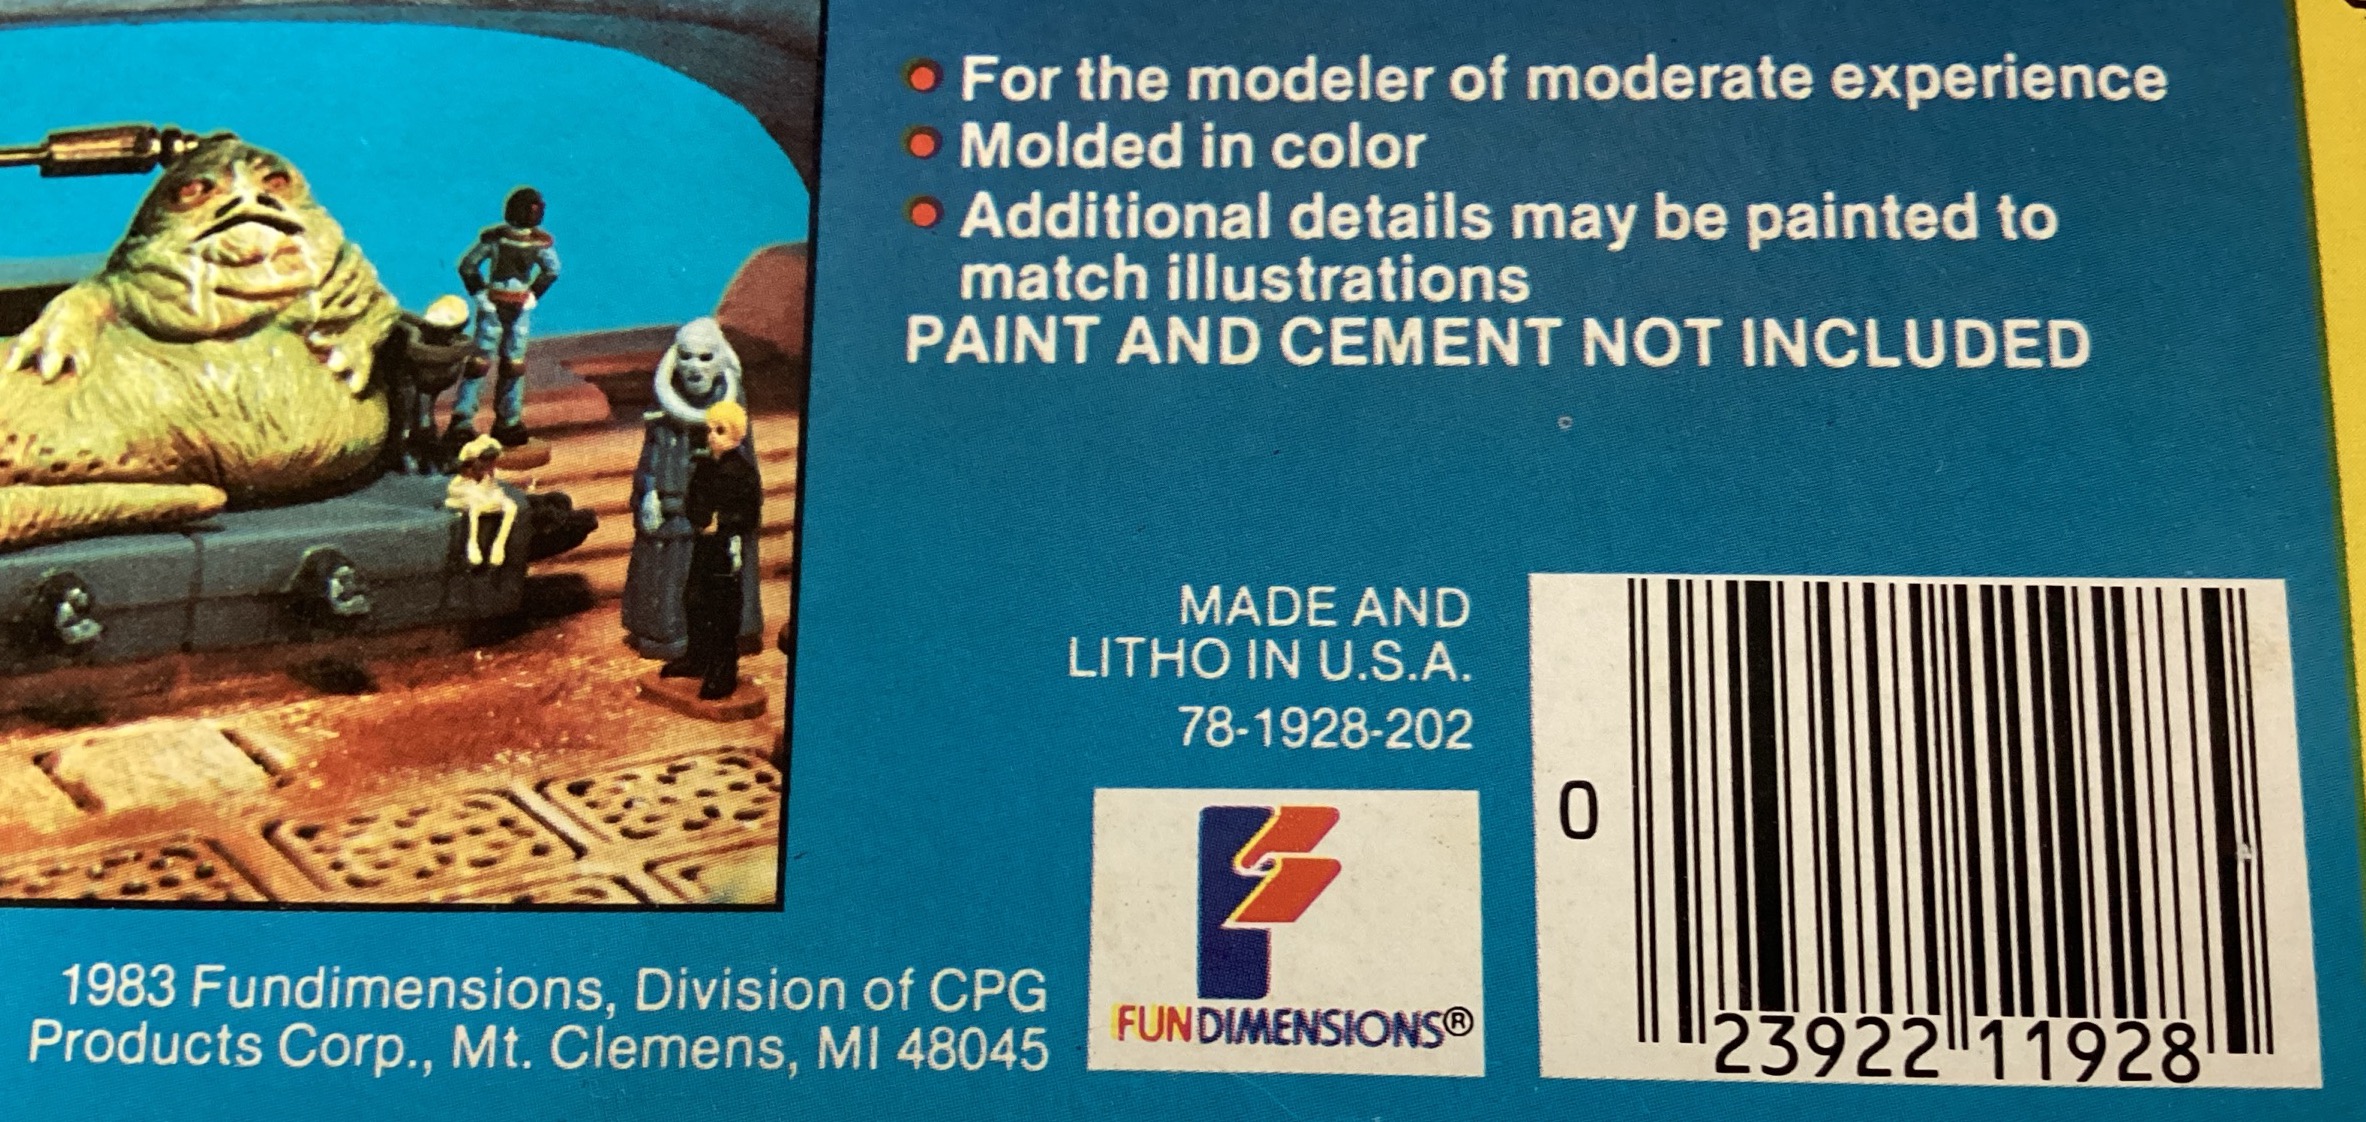 • For the modeler of moderate experience
• Molded in color
• Additional details may be painted to
match illustrations
PAINT AND CEMENT NOT INCLUDED
MADE AND
LITHO IN U.S.A.
78-1928-202
1983 Fundimensions, Division of CPG
Products Corp., Mt. Clemens, MI 48045
FUNDIMENSIONS®
0 23922 11928